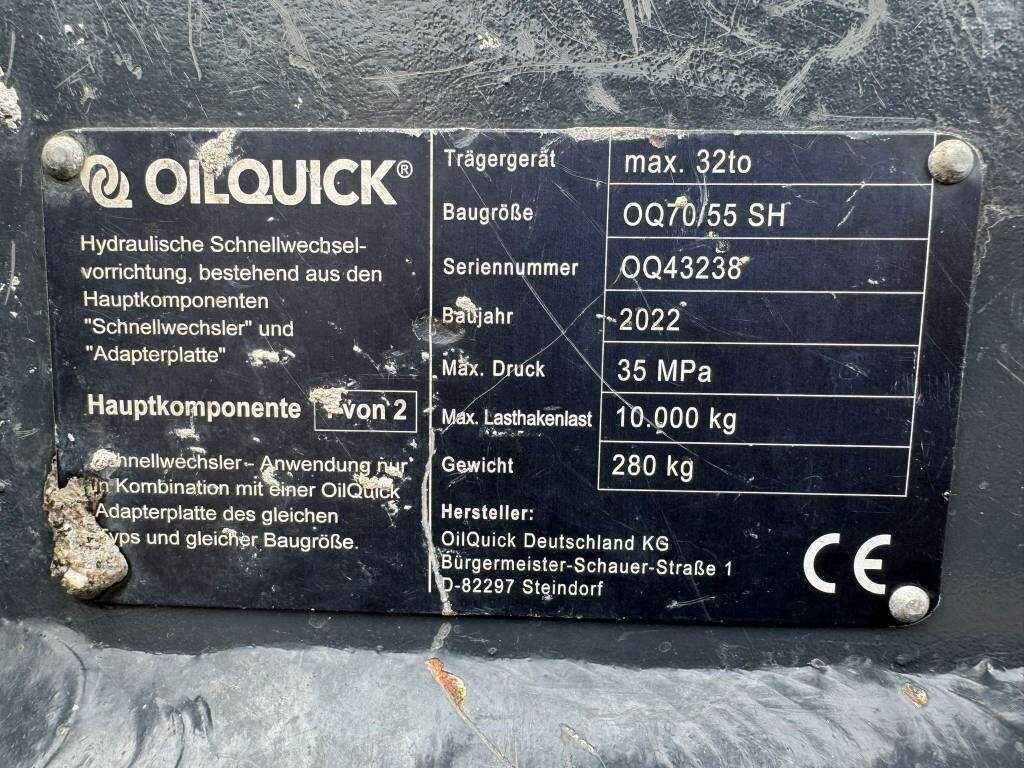 OILQUICK®
Hydraulische Schnellwechsel-
vorrichtung, bestehend aus den
Hauptkomponenten
"Schnellwechsler" und
"Adapterplatte"
Hauptkomponente von 2
Schnellwechsler - Anwendung nur
in Kombination mit einer OilQuick
Adapterplatte des gleichen
Typs und gleicher Baugröße.
Trägergerät max. 32to
Baugröße OQ70/55 SH
Seriennummer OQ43238
Baujahr 2022
Max. Druck 35 MPa
Max. Lasthakenlast 10.000 kg
Gewicht 280 kg
Hersteller:
OilQuick Deutschland KG
Bürgermeister-Schauer-Straße 1
D-82297 Steindorf
CE